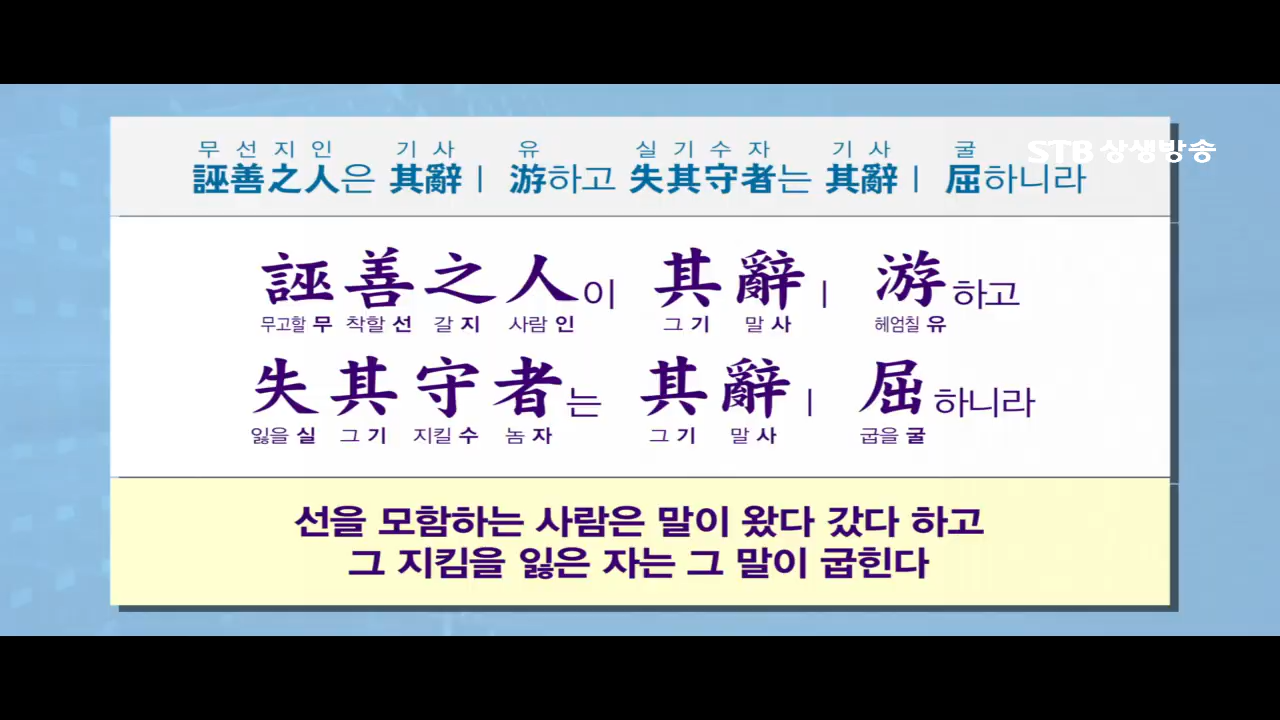 무선지인 기사 유 실기수자 기사 굴
誣善之人은 其辭ㅣ 游하고 失其守者는 其辭ㅣ 屈하니라
STB 상생방송
誣善之人이 其辭ㅣ 游하고
무고할 무 착할 선 갈 지 사람 인 그 기 말 사 헤엄칠 유
失其守者는 其辭ㅣ 屈하니라
잃을 실 그 기 지킬 수 놈 자 그 기 말 사 굽을 굴
선을 모함하는 사람은 말이 왔다 갔다 하고
그 지킴을 잃은 자는 그 말이 굽힌다